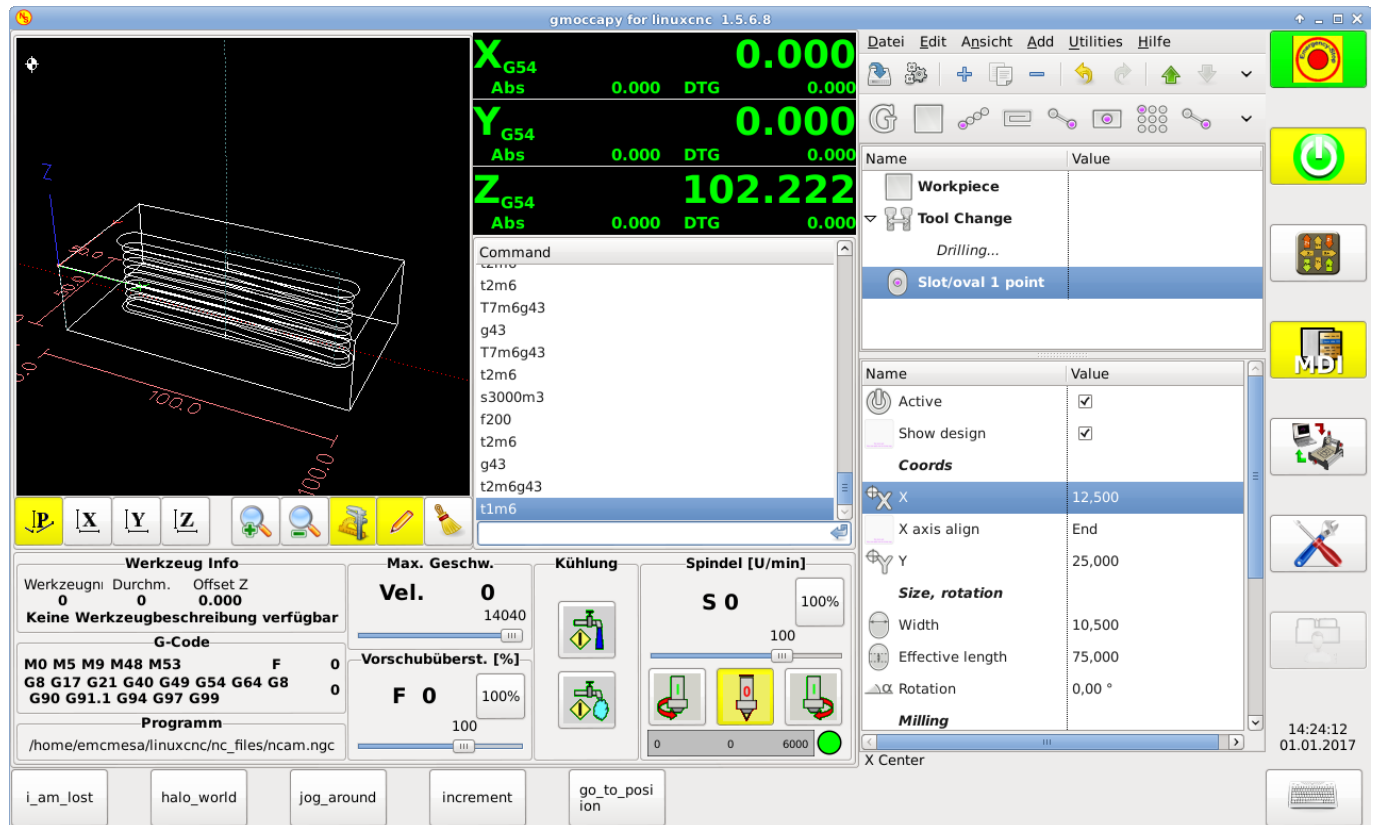 gmoccapy for linuxcnc 1.5.6.8
Z
100.0
100.0
50.0
X G54 0.000
Abs 0.000 DTG 0.000
Y G54 0.000
Abs 0.000 DTG 0.000
Z G54 102.222
Abs 0.000 DTG 0.000
Command
t2m6
t2m6
T7m6g43
g43
T7m6g43
t2m6
s3000m3
f200
t2m6
g43
t2m6g43
t1m6
P X Y Z
Datei Edit Ansicht Add Utilities Hilfe
G
Name Value
Workpiece
Tool Change
Drilling...
Slot/oval 1 point
Name Value
Active
Show design
Coords
X 12,500
X axis align End
Y 25,000
Size, rotation
Width 10,500
Effective length 75,000
Rotation 0,00 °
Milling
X Center
Emergency-Stop
MDI
14:24:12
01.01.2017
Werkzeug Info
Werkzeugnı Durchm. Offset Z
0 0 0.000
Keine Werkzeugbeschreibung verfügbar
G-Code
M0 M5 M9 M48 M53 F 0
G8 G17 G21 G40 G49 G54 G64 G8 0
G90 G91.1 G94 G97 G99
Programm
/home/emcmesa/linuxcnc/nc_files/ncam.ngc
Max. Geschw.
Vel. 0
14040
Vorschubüberst. [%]
F 0 100%
100
Kühlung
Spindel [U/min]
S 0 100%
100
0 0 6000
i_am_lost
halo_world
jog_around
increment
go_to_posi
ion